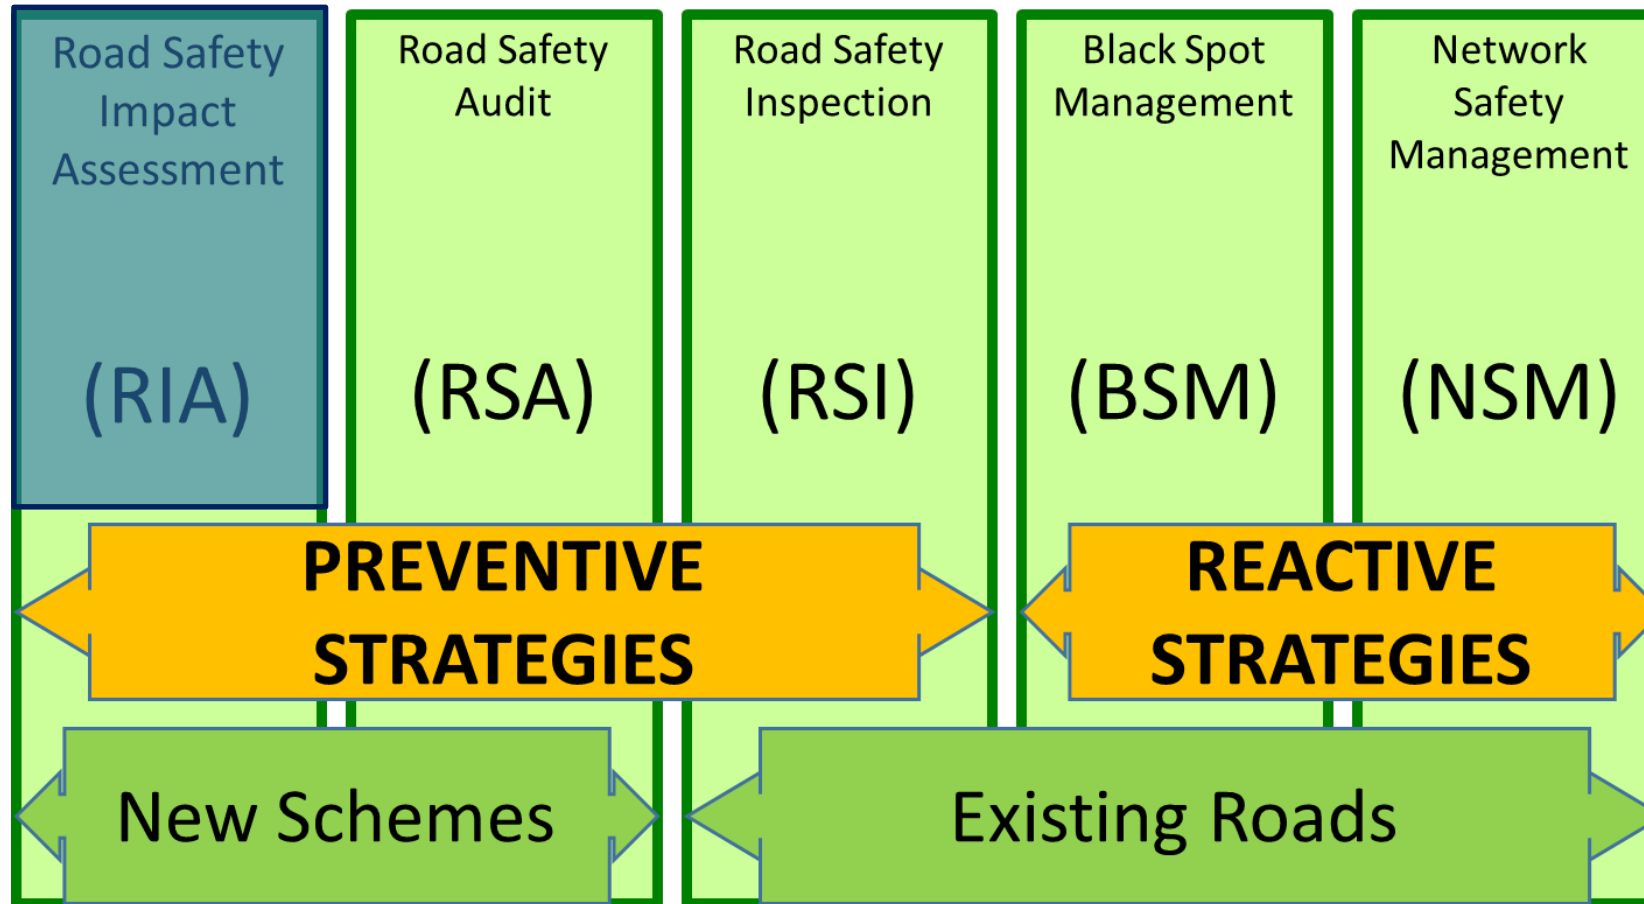 Road Safety
Impact
Assessment
(RIA)
Road Safety
Audit
(RSA)
Road Safety
Inspection
(RSI)
Black Spot
Management
(BSM)
Network
Safety
Management
(NSM)
PREVENTIVE
STRATEGIES
REACTIVE
STRATEGIES
New Schemes
Existing Roads